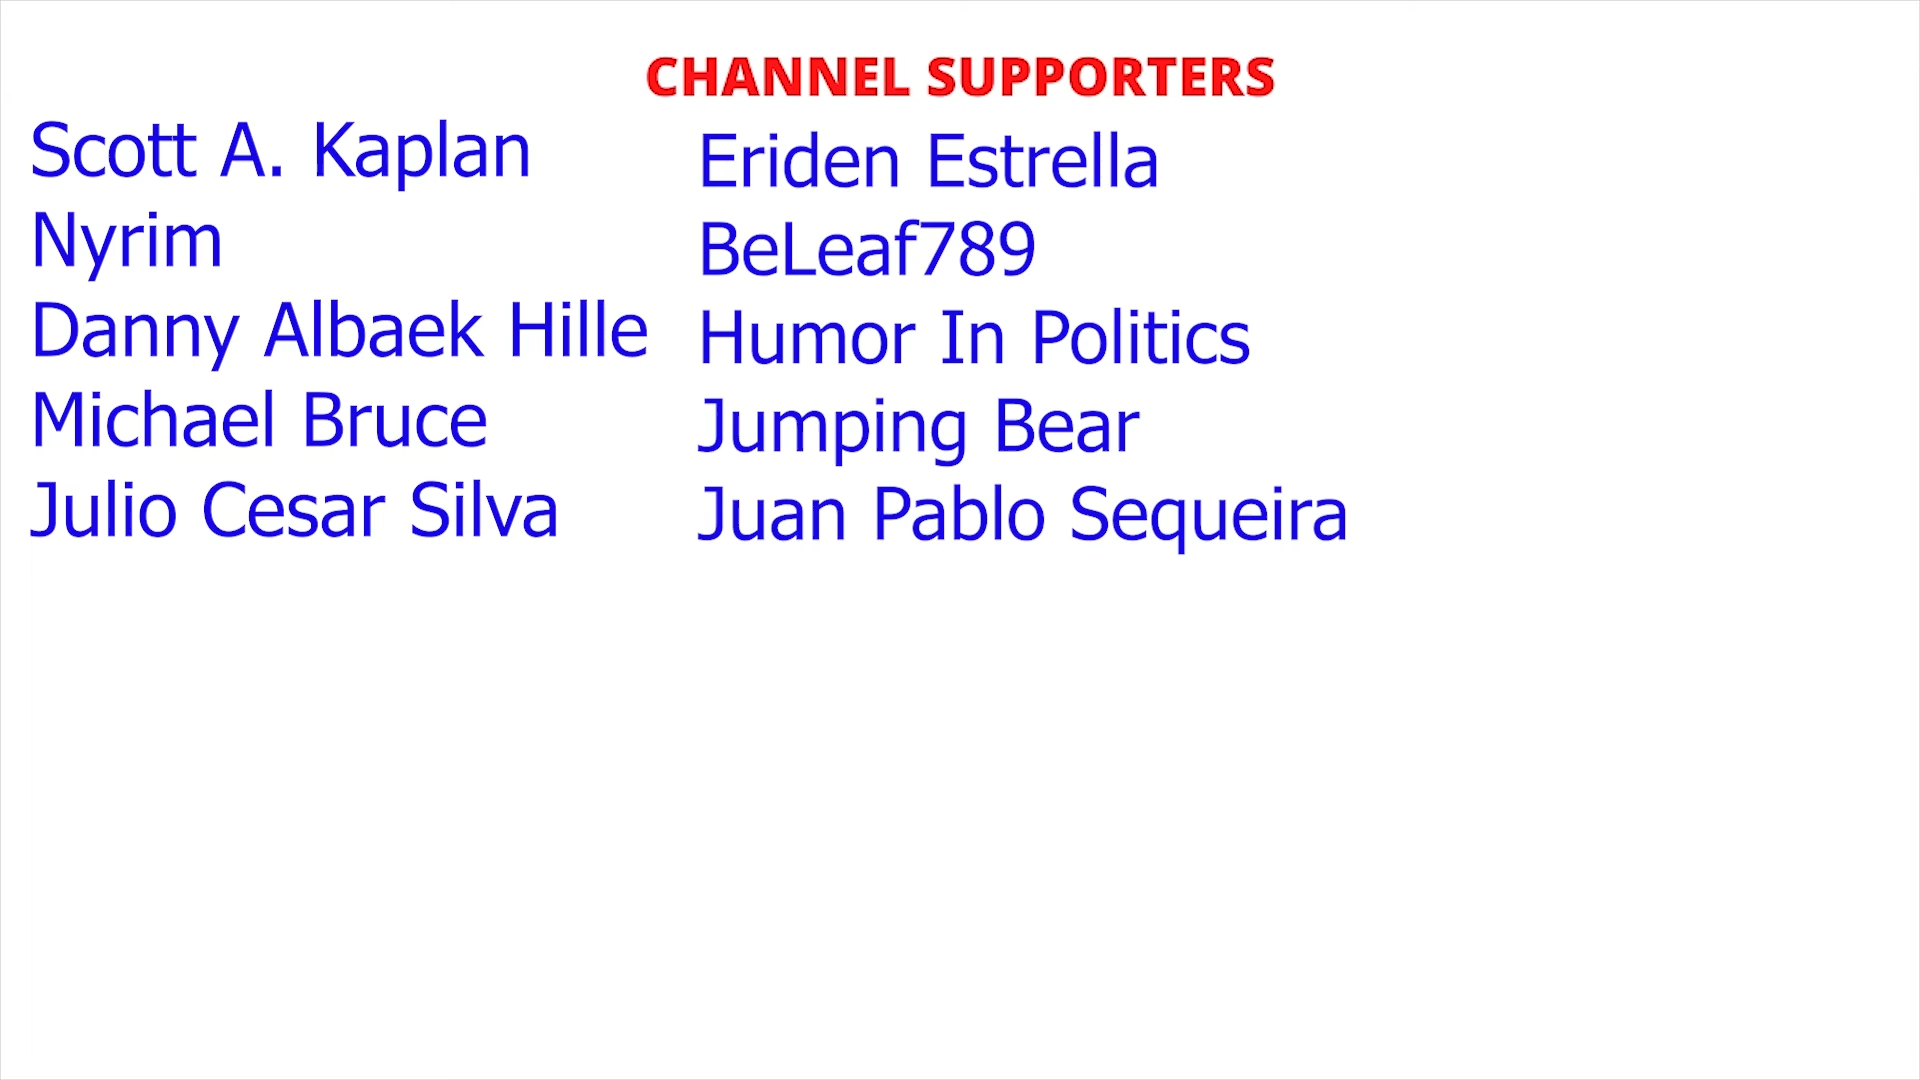 CHANNEL SUPPORTERS
Scott A. Kaplan
Nyrim
Danny Albaek Hille
Michael Bruce
Julio Cesar Silva
Eriden Estrella
BeLeaf789
Humor In Politics
Jumping Bear
Juan Pablo Sequeira